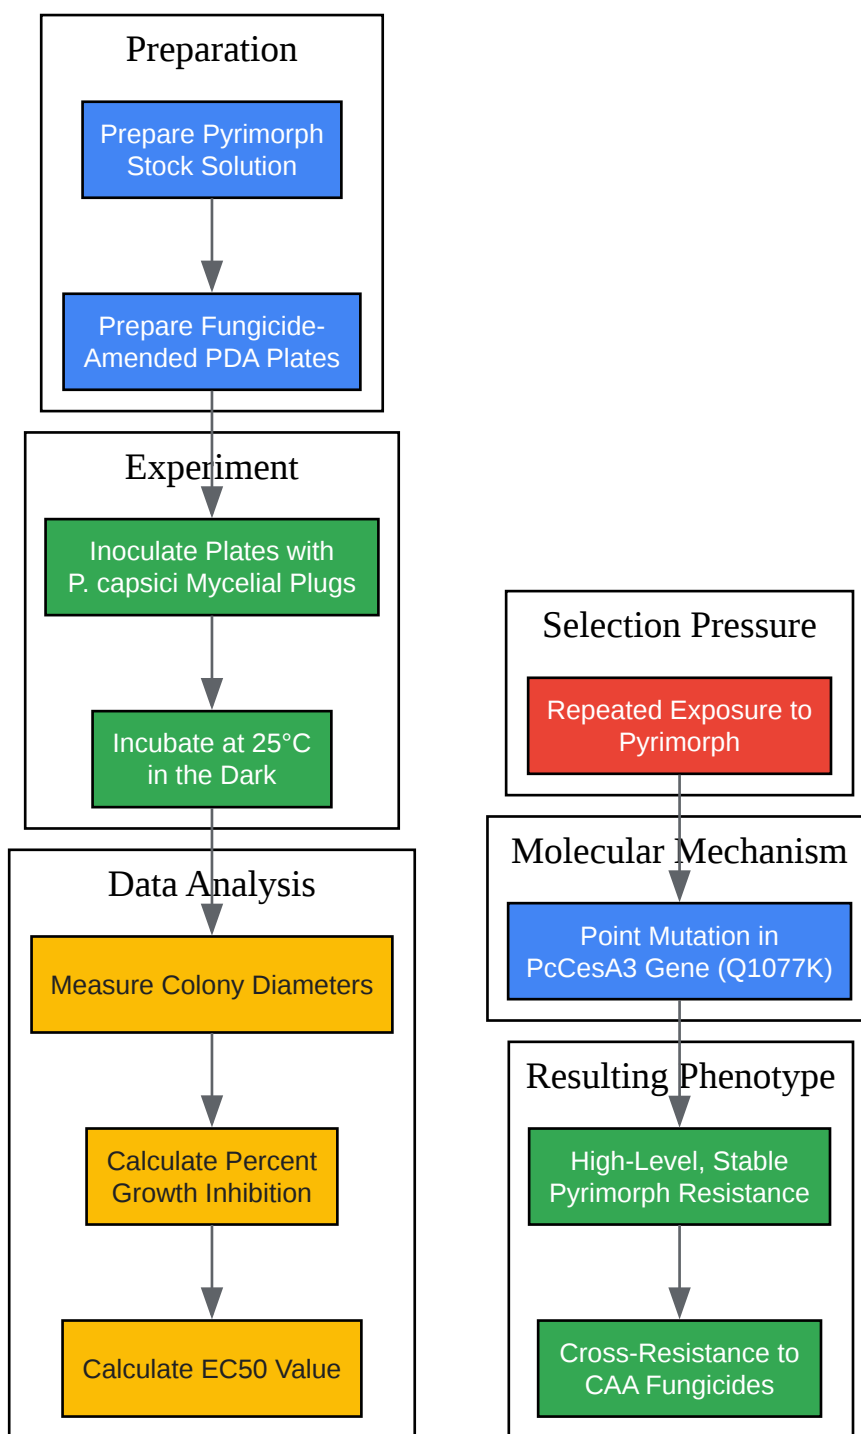 Preparation
Prepare Pyrimorph
Stock Solution
Prepare Fungicide-
Amended PDA Plates
Experiment
Inoculate Plates with
P. capsici Mycelial Plugs
Incubate at 25°C
in the Dark
Data Analysis
Measure Colony Diameters
Calculate Percent
Growth Inhibition
Calculate EC50 Value
Selection Pressure
Repeated Exposure to
Pyrimorph
Molecular Mechanism
Point Mutation in
PcCesA3 Gene (Q1077K)
Resulting Phenotype
High-Level, Stable
Pyrimorph Resistance
Cross-Resistance to
CAA Fungicides